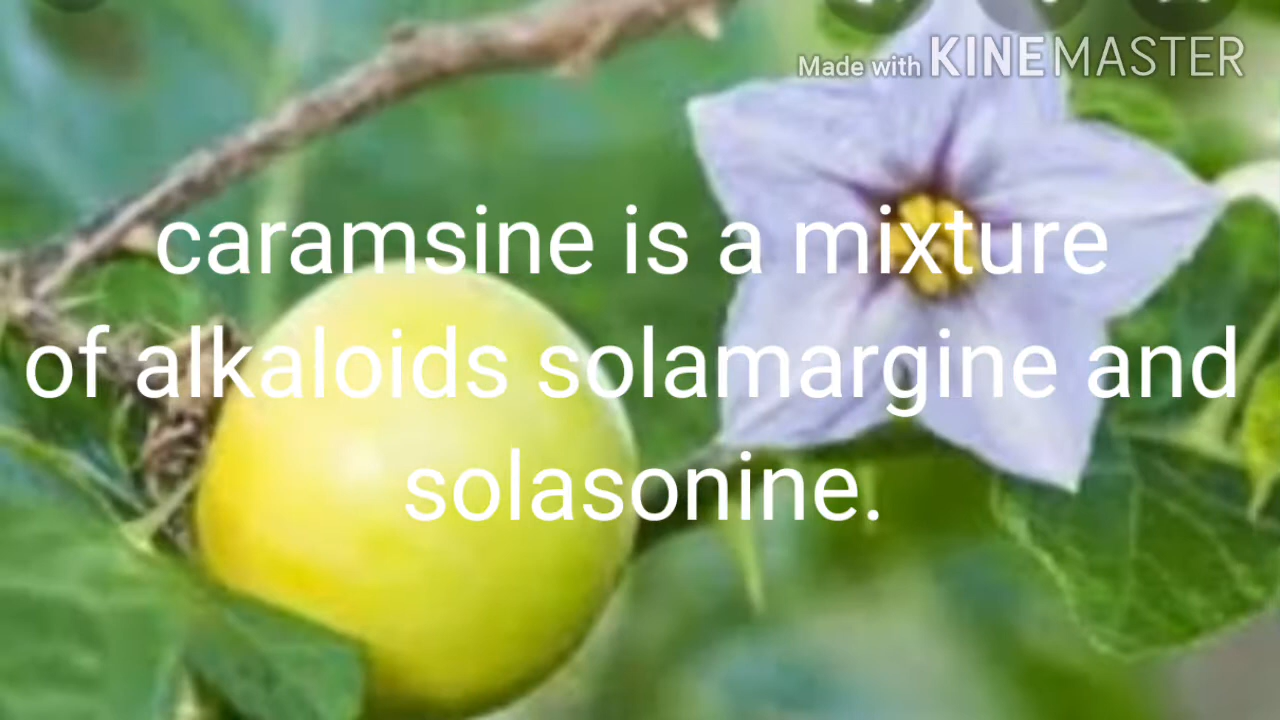 Made with KINEMASTER
caramsine is a mixture
of alkaloids solamargine and
solasonine.